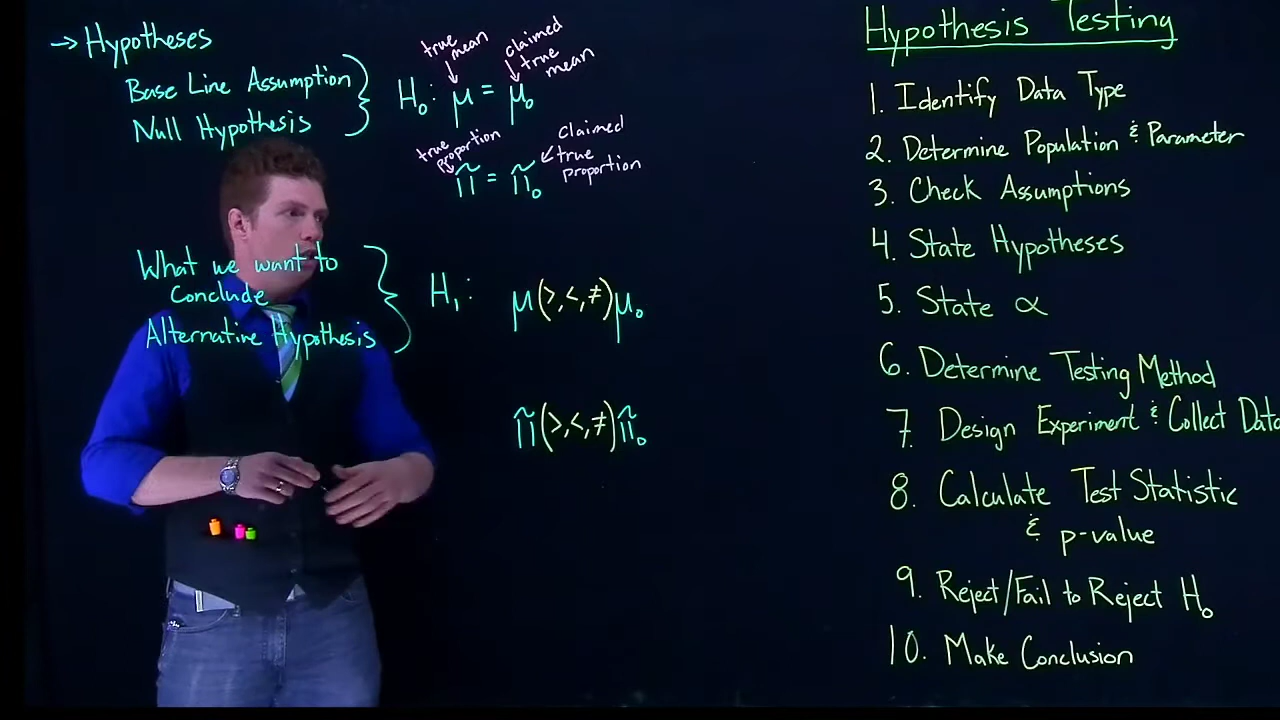 → Hypotheses
Base Line Assumption
Null Hypothesis
H₀: μ = μ₀
true mean
claimed true mean
π̃ = π̃₀
true proportion
claimed true proportion
What we want to
Conclude
Alternative Hypothesis
H₁: μ(>,<,≠)μ₀
π̃(>,<,≠)π̃₀
Hypothesis Testing
1. Identify Data Type
2. Determine Population & Parameter
3. Check Assumptions
4. State Hypotheses
5. State α
6. Determine Testing Method
7. Design Experiment & Collect Data
8. Calculate Test Statistic
& p-value
9. Reject/Fail to Reject H₀
10. Make Conclusion